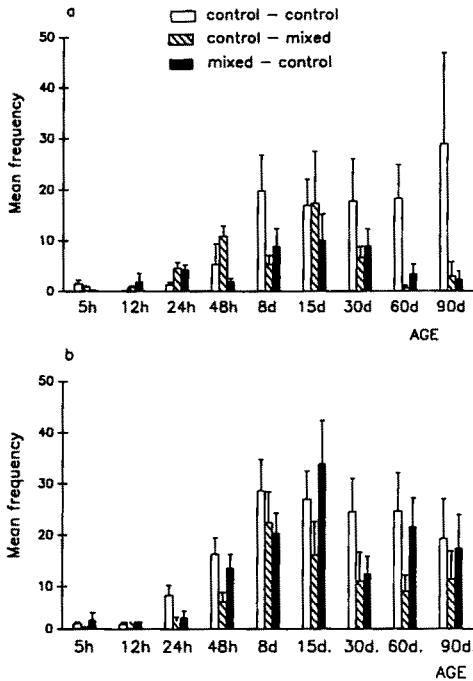 a
control – control
control – mixed
mixed – control
50
40
30
20
10
0
Mean frequency
5h 12h 24h 48h 8d 15d 30d 60d 90d
AGE
b
50
40
30
20
10
0
Mean frequency
5h 12h 24h 48h 8d 15d. 30d. 60d. 90d.
AGE